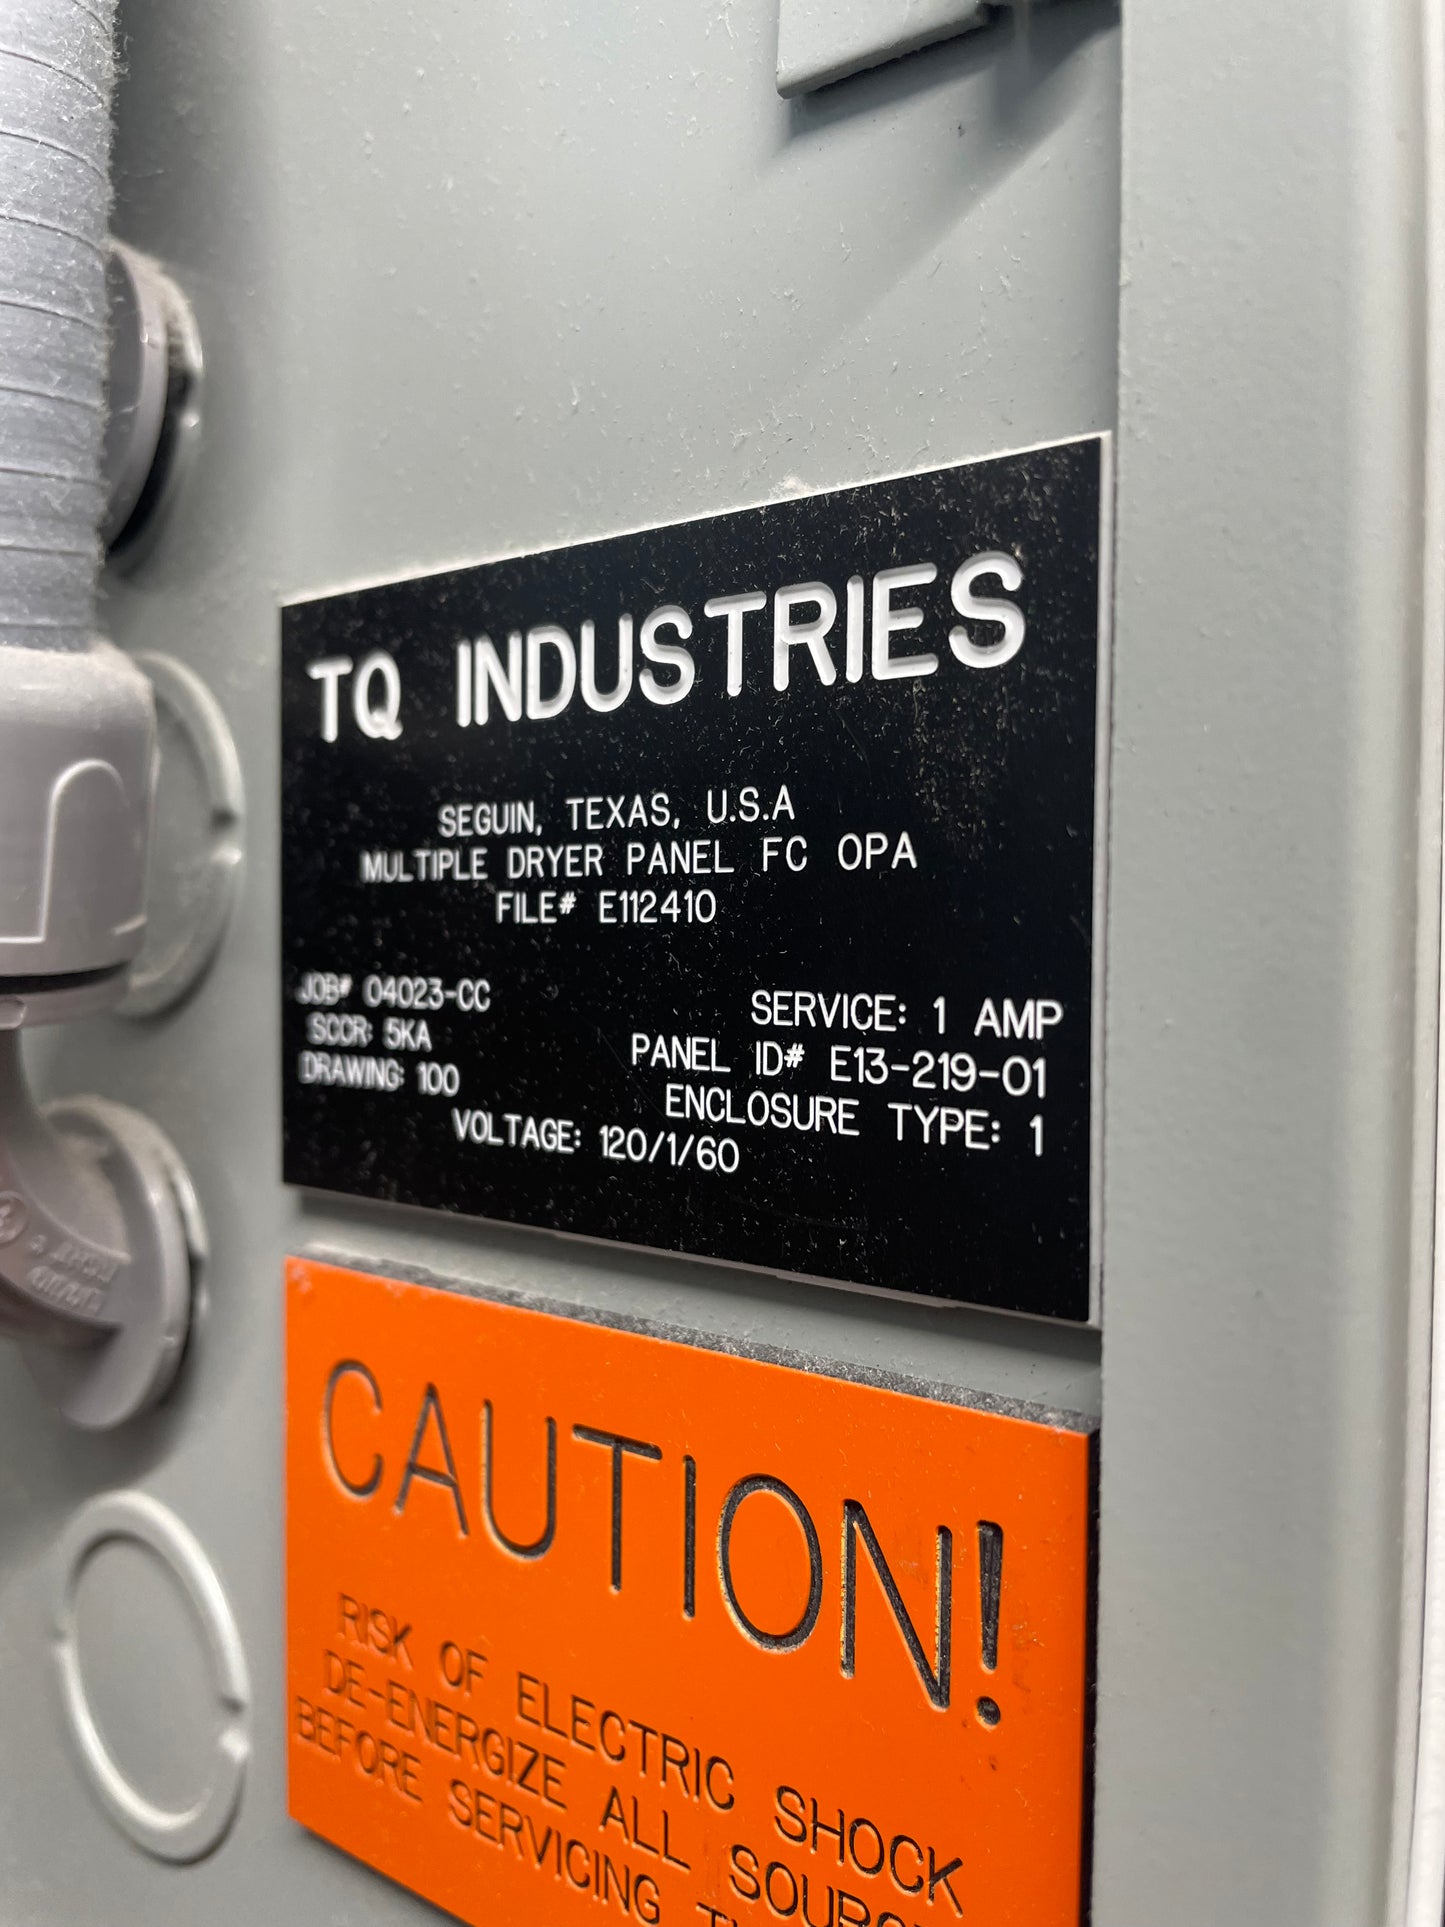 TQ INDUSTRIES
SEGUIN, TEXAS, U.S.A
MULTIPLE DRYER PANEL FC OPA
FILE# E112410
JOB# 04023-CC
SERVICE: 1 AMP
SCCR: 5KA
PANEL ID# E13-219-01
DRAWING: 100
ENCLOSURE TYPE: 1
VOLTAGE: 120/1/60
CAUTION!
RISK OF ELECTRIC SHOCK
DE-ENERGIZE ALL
BEFORE SERVICING